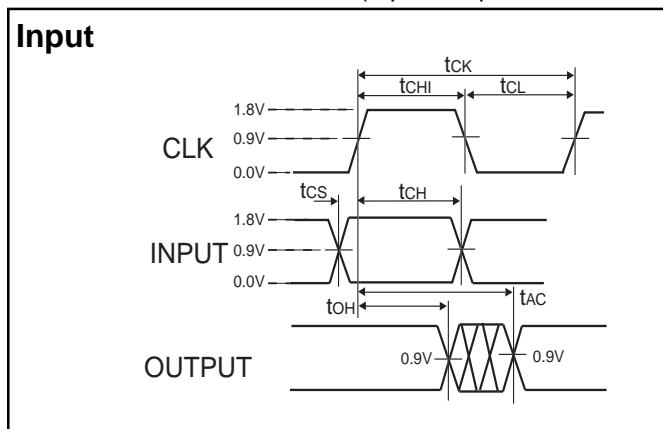 Input
tCK
tCHI
tCL
1.8V
0.9V
CLK
0.0V
tCS
tCH
1.8V
INPUT
0.9V
0.0V
tAC
tOH
0.9V
0.9V
OUTPUT